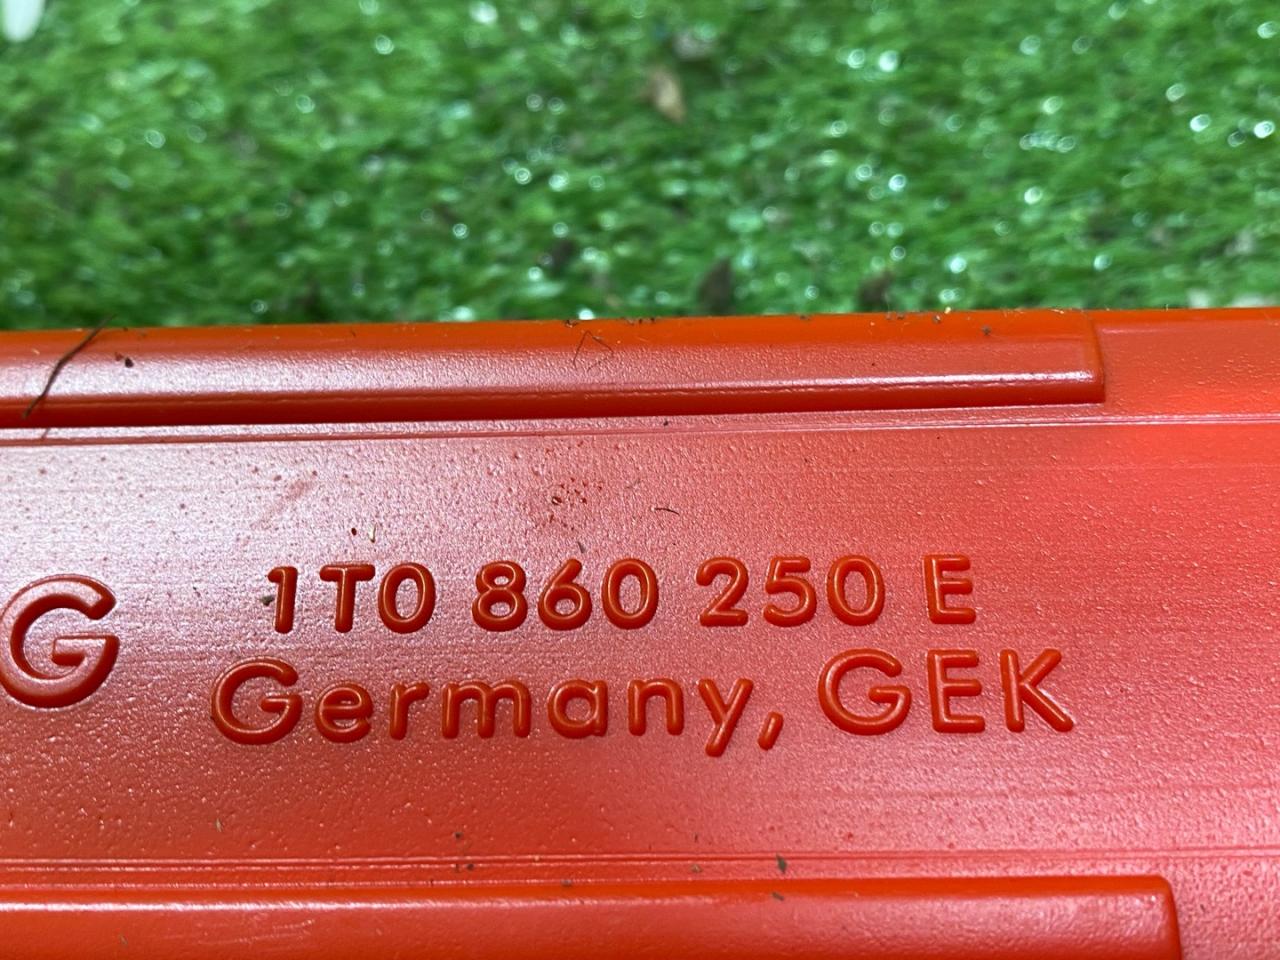 G
1T0 860 250 E
Germany, GEK